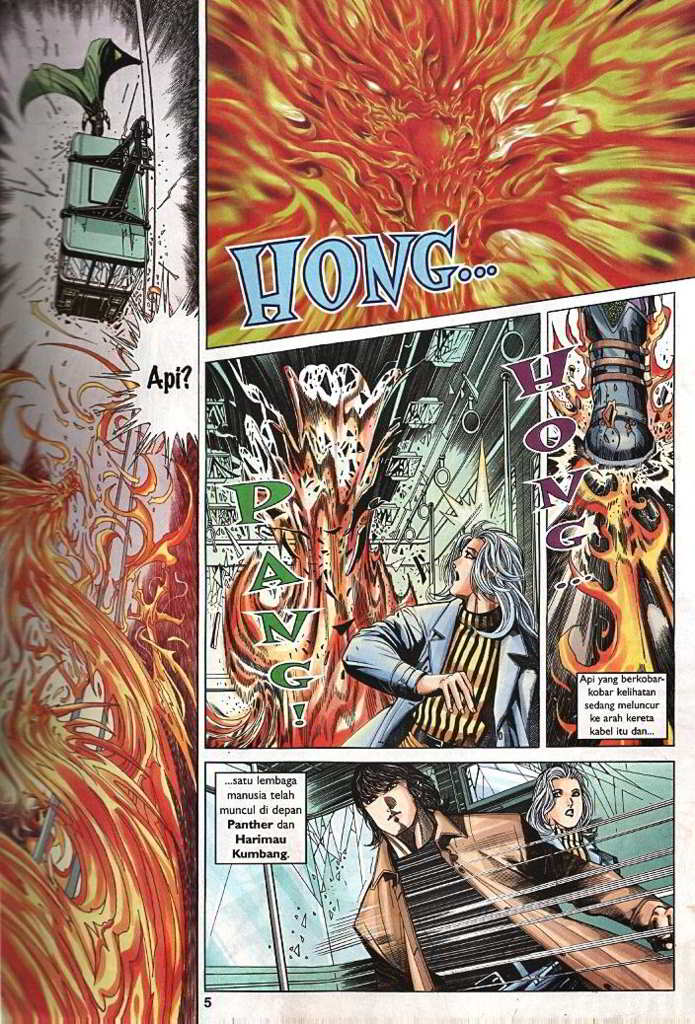 Api?
HONG...
PANG!
HONG...
Api yang berkobar-
kobar kelihatan
sedang meluncur
ke arah kereta
kabel itu dan...
...satu lembaga
manusia telah
muncul di depan
Panther dan
Harimau
Kumbang.
5